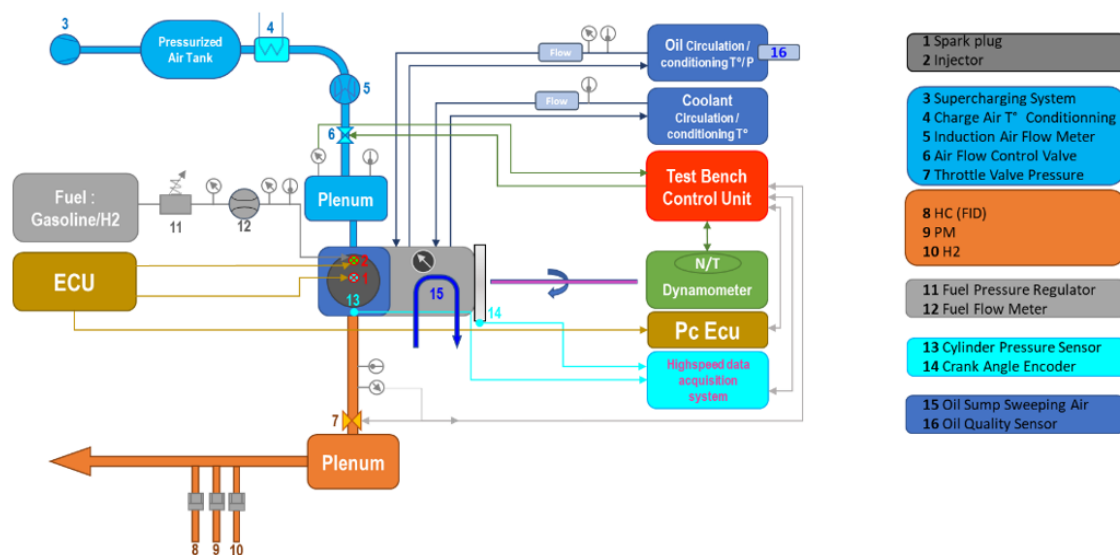 3
4
Pressurized
Air Tank
5
6
Flow
Oil Circulation /
conditioning T°/P
16
Flow
Coolant
Circulation /
conditioning T°
Fuel :
Gasoline/H2
11
12
Plenum
Test Bench
Control Unit
ECU
2
1
13
15
14
N/T
Dynamometer
Pc Ecu
Highspeed data
acquisition
system
7
Plenum
8
9
10
1 Spark plug
2 Injector
3 Supercharging System
4 Charge Air T° Conditionning
5 Induction Air Flow Meter
6 Air Flow Control Valve
7 Throttle Valve Pressure
8 HC (FID)
9 PM
10 H2
11 Fuel Pressure Regulator
12 Fuel Flow Meter
13 Cylinder Pressure Sensor
14 Crank Angle Encoder
15 Oil Sump Sweeping Air
16 Oil Quality Sensor